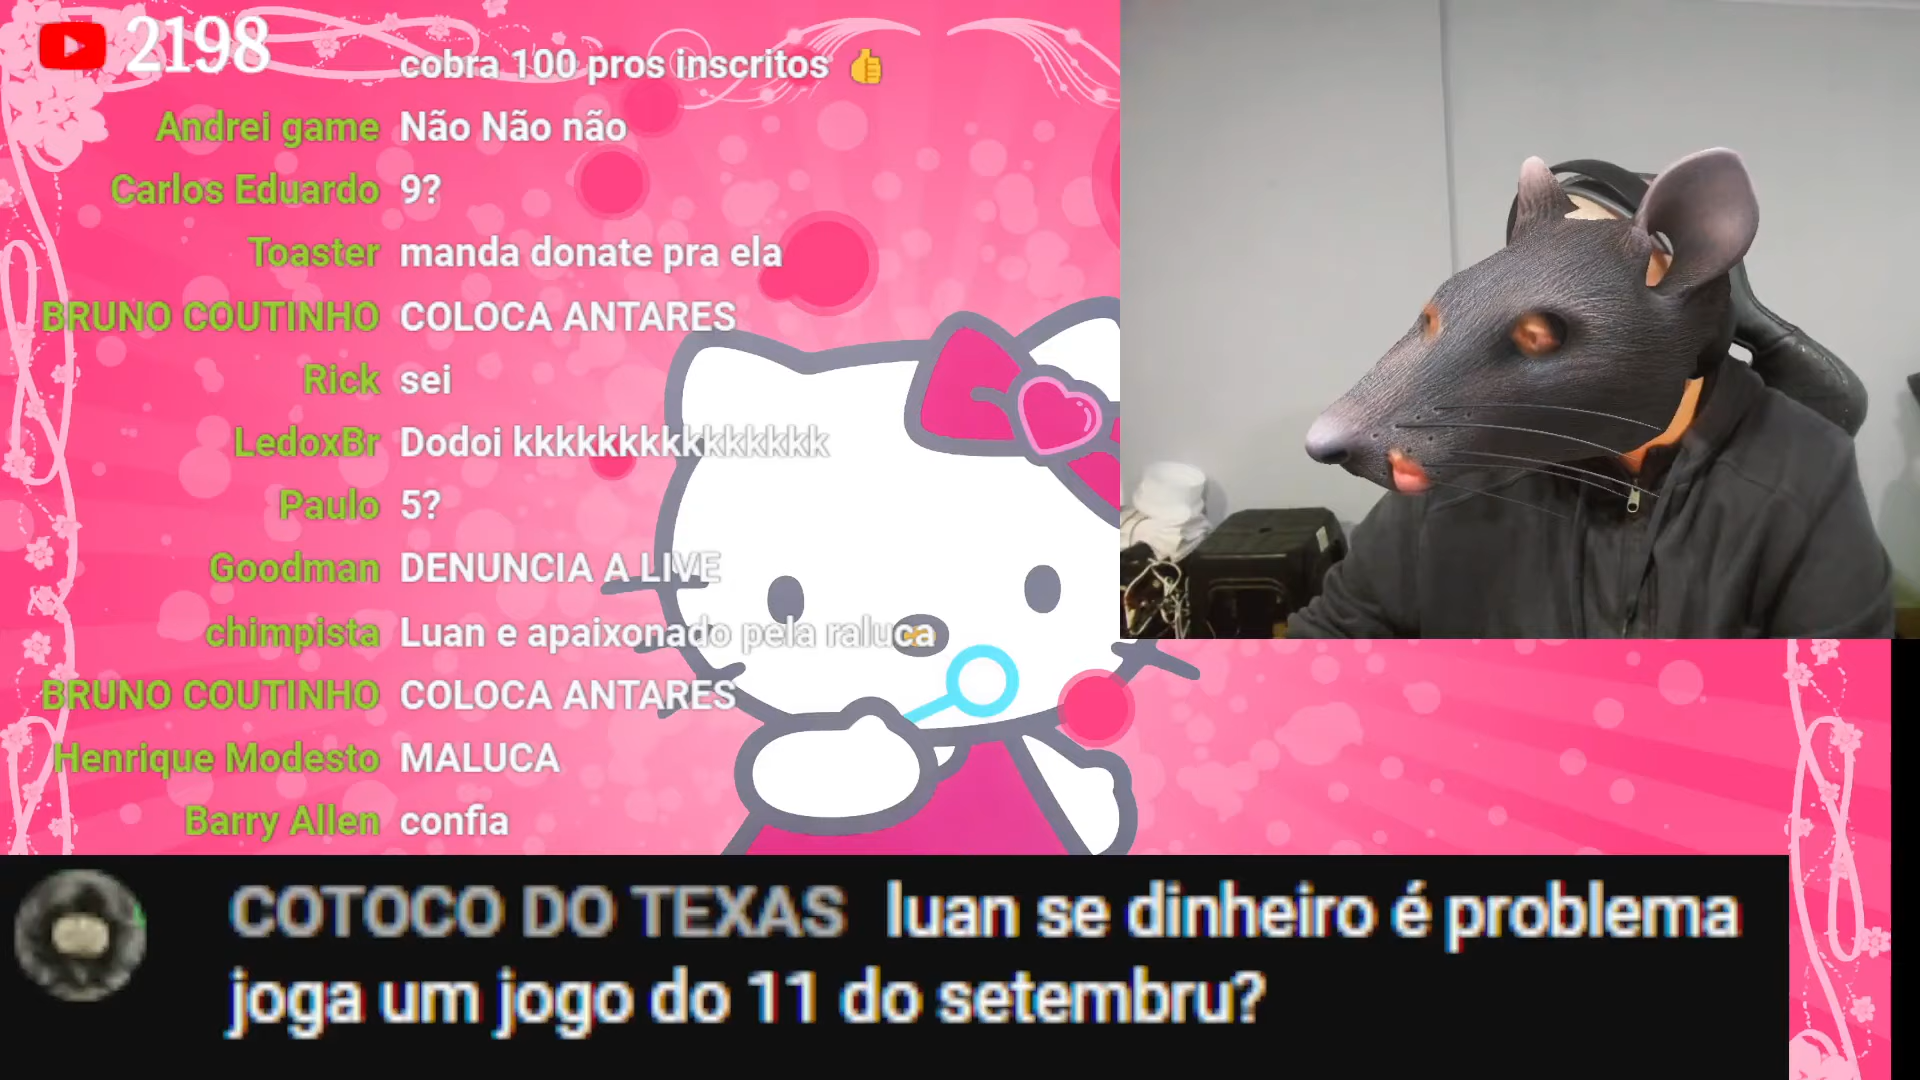 2198
cobra 100 pros inscritos 👍
Andrei game Não Não não
Carlos Eduardo 9?
Toaster manda donate pra ela
BRUNO COUTINHO COLOCA ANTARES
Rick sei
LedoxBr Dodoi kkkkkkkkkkkkkkk
Paulo 5?
Goodman DENUNCIA A LIVE
chimpista Luan e apaixonado pela raluca
BRUNO COUTINHO COLOCA ANTARES
Henrique Modesto MALUCA
Barry Allen confia
COTOCO DO TEXAS luan se dinheiro é problema
joga um jogo do 11 do setembru?